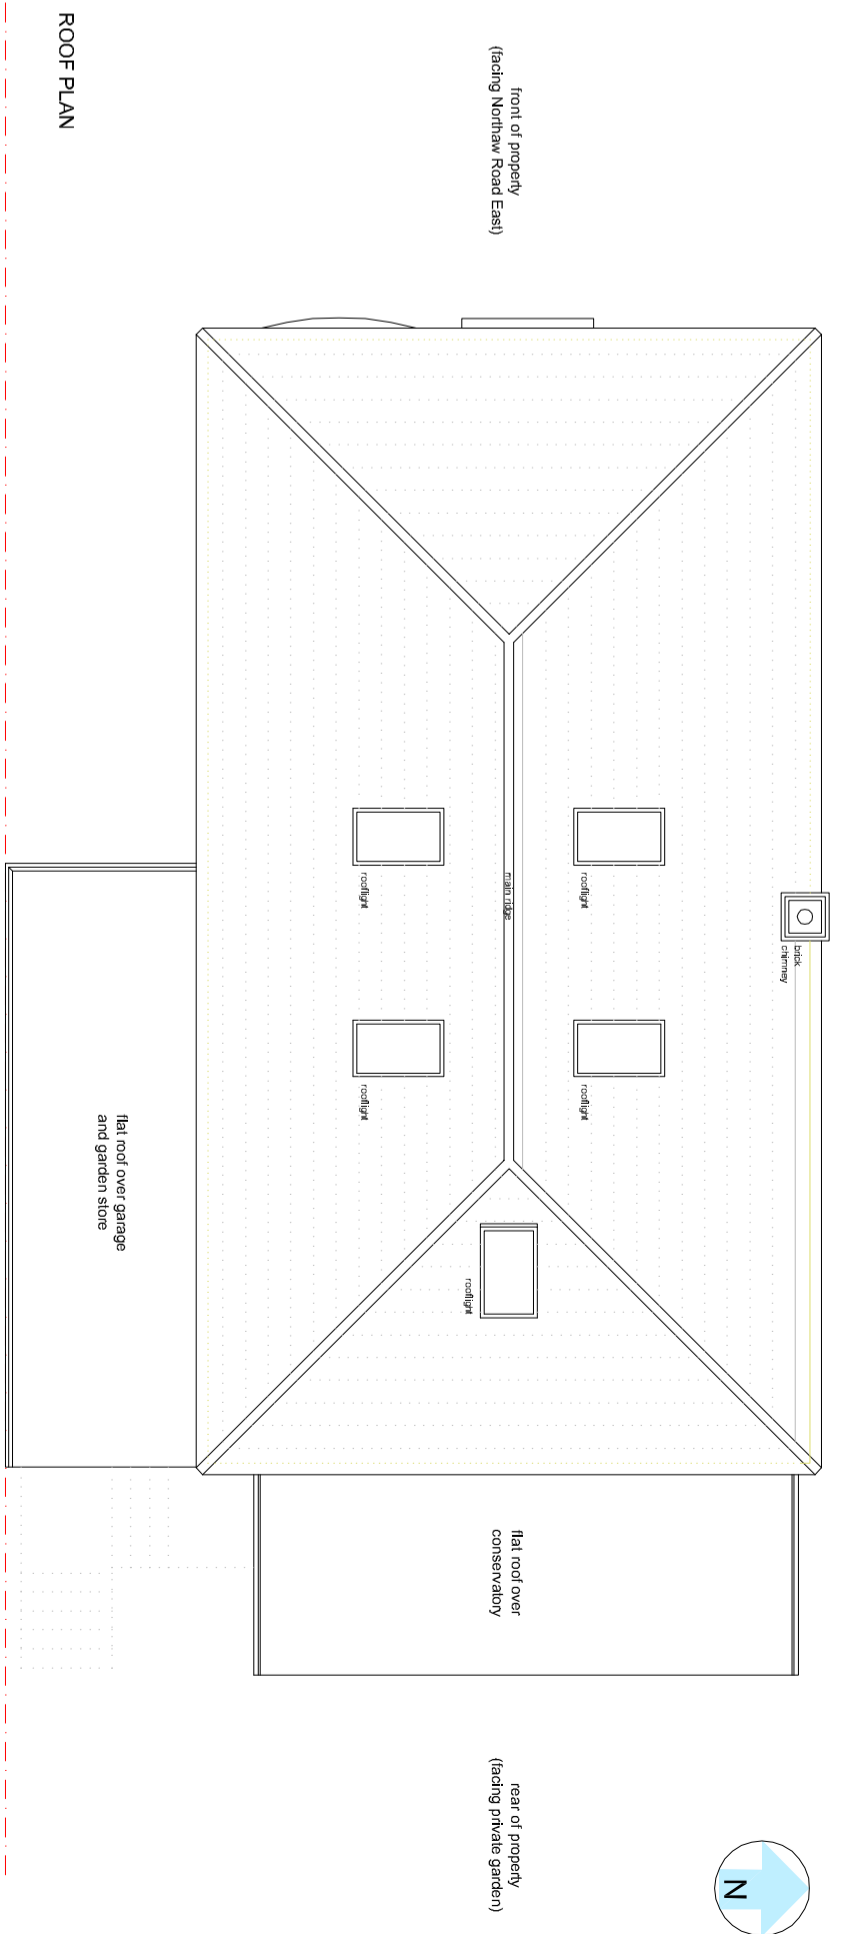 ROOF PLAN
front of property
(facing Northaw Road East)
rooflight
main ridge
rooflight
brick
chimney
rooflight
rooflight
rooflight
flat roof over garage
and garden store
flat roof over
conservatory
rear of property
(facing private garden)
N